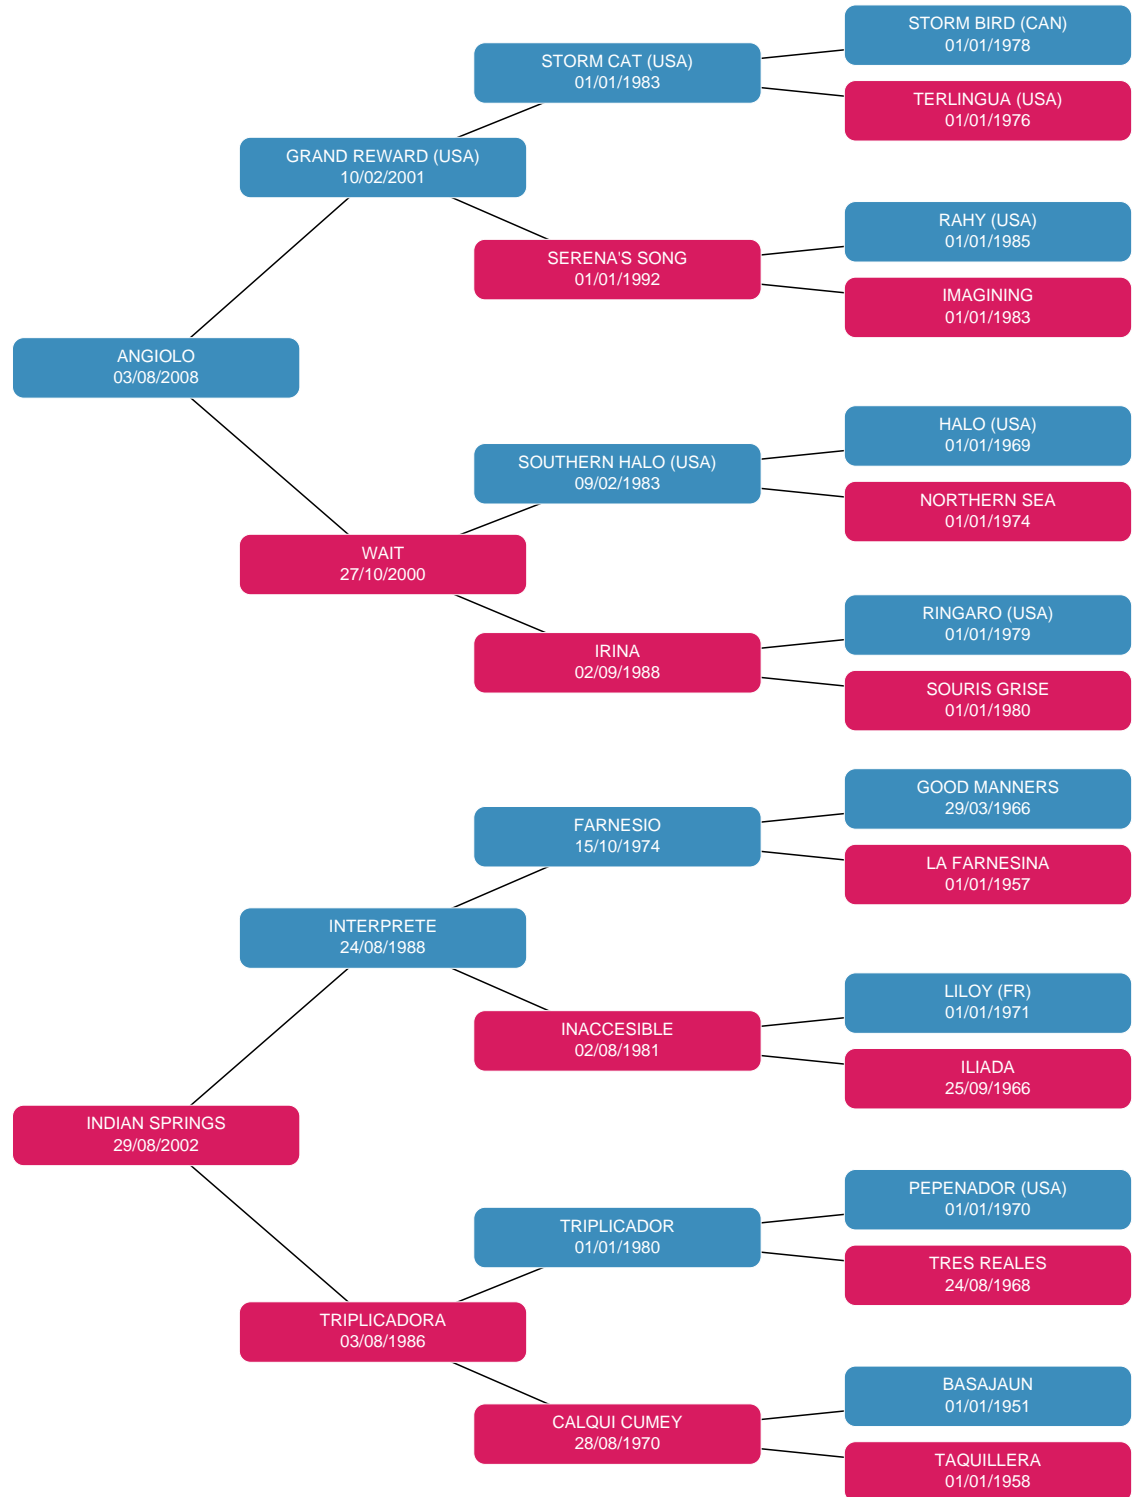 STORM BIRD (CAN)
01/01/1978
STORM CAT (USA)
01/01/1983
TERLINGUA (USA)
01/01/1976
GRAND REWARD (USA)
10/02/2001
RAHY (USA)
01/01/1985
SERENA'S SONG
01/01/1992
IMAGINING
01/01/1983
ANGIOLO
03/08/2008
HALO (USA)
01/01/1969
SOUTHERN HALO (USA)
09/02/1983
NORTHERN SEA
01/01/1974
WAIT
27/10/2000
RINGARO (USA)
01/01/1979
IRINA
02/09/1988
SOURIS GRISE
01/01/1980
GOOD MANNERS
29/03/1966
FARNESIO
15/10/1974
LA FARNESINA
01/01/1957
INTERPRETE
24/08/1988
LILOY (FR)
01/01/1971
INACCESIBLE
02/08/1981
ILIADA
25/09/1966
INDIAN SPRINGS
29/08/2002
PEPENADOR (USA)
01/01/1970
TRIPLICADOR
01/01/1980
TRES REALES
24/08/1968
TRIPLICADORA
03/08/1986
BASAJAUN
01/01/1951
CALQUI CUMEY
28/08/1970
TAQUILLERA
01/01/1958